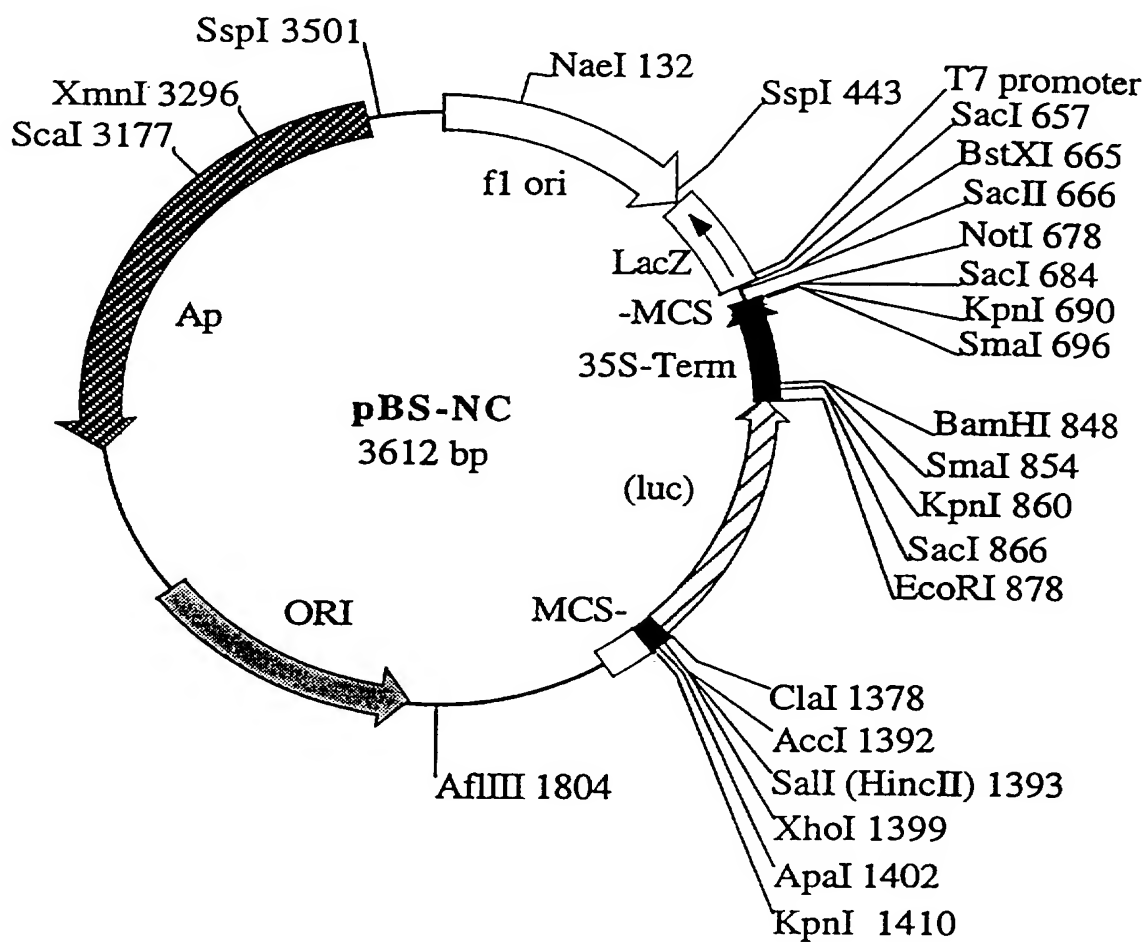 SspI 3501
NaeI 132
T7 promoter
XmnI 3296
SspI 443
SacI 657
ScaI 3177
BstXI 665
f1 ori
SacII 666
NotI 678
LacZ
SacI 684
-MCS
KpnI 690
Ap
35S-Term
SmaI 696
pBS-NC
3612 bp
BamHI 848
SmaI 854
(luc)
KpnI 860
SacI 866
EcoRI 878
ORI
MCS-
ClaI 1378
AccI 1392
AflIII 1804
SalI (HincII) 1393
XhoI 1399
ApaI 1402
KpnI 1410